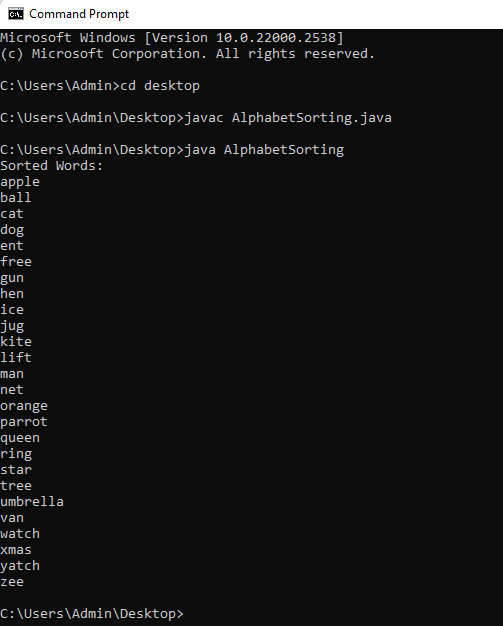 Command Prompt
Microsoft Windows [Version 10.0.22000.2538]
(c) Microsoft Corporation. All rights reserved.
C:\Users\Admin>cd desktop
C:\Users\Admin\Desktop>javac AlphabetSorting.java
C:\Users\Admin\Desktop>java AlphabetSorting
Sorted Words:
apple
ball
cat
dog
ent
free
gun
hen
ice
jug
kite
lift
man
net
orange
parrot
queen
ring
star
tree
umbrella
van
watch
xmas
yatch
zee
C:\Users\Admin\Desktop>